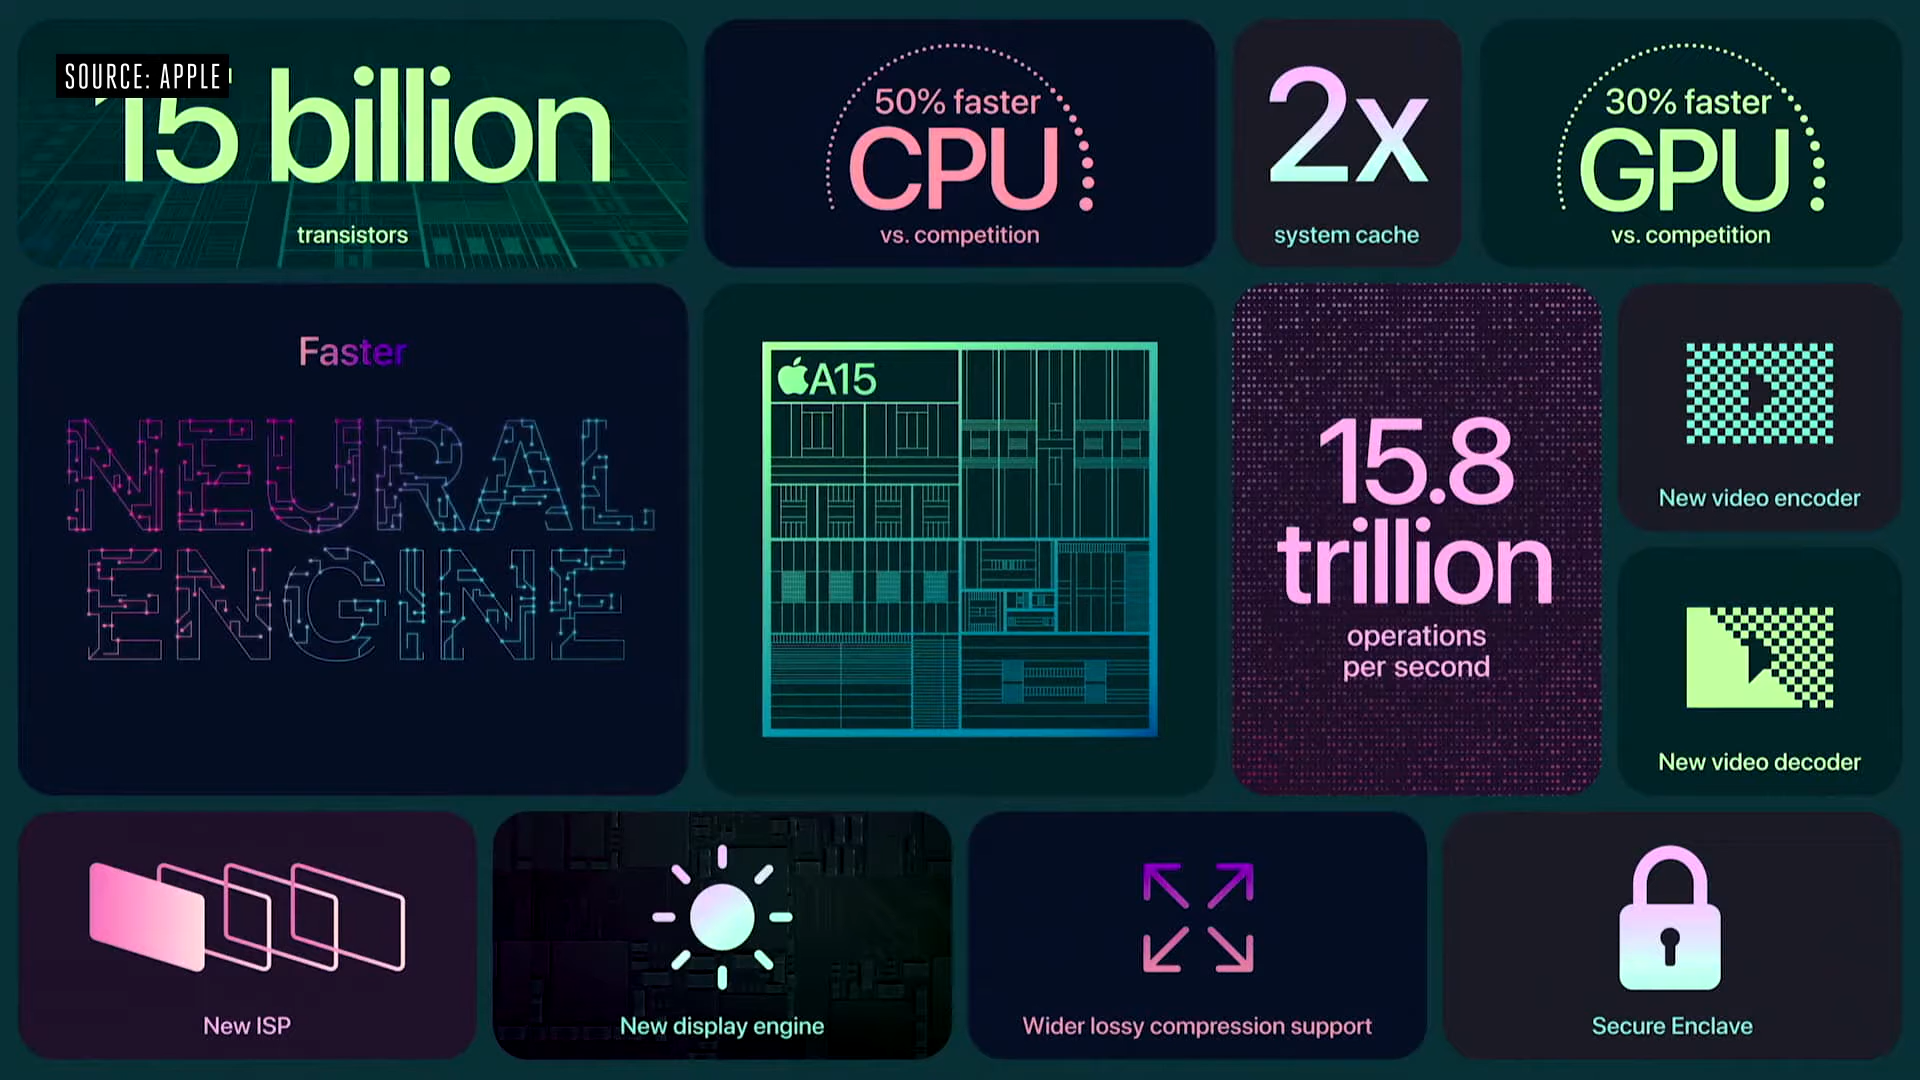 SOURCE: APPLE
15 billion
transistors
50% faster
CPU
vs. competition
2x
system cache
30% faster
GPU
vs. competition
Faster
NEURAL
ENGINE
A15
15.8
trillion
operations
per second
New video encoder
New video decoder
New ISP
New display engine
Wider lossy compression support
Secure Enclave